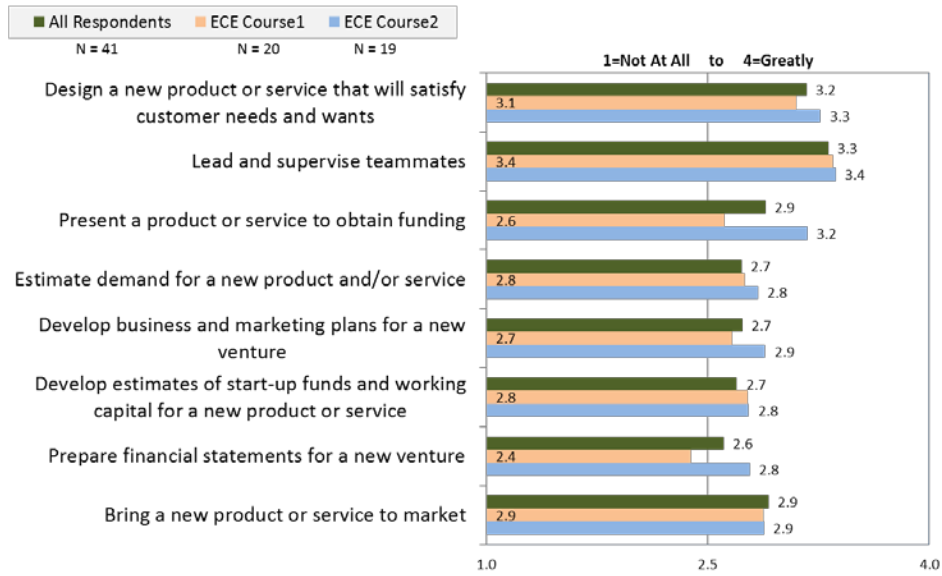 All Respondents ECE Course1 ECE Course2
N = 41 N = 20 N = 19
1=Not At All to 4=Greatly
Design a new product or service that will satisfy
customer needs and wants
3.2
3.1
3.3
Lead and supervise teammates
3.3
3.4
3.4
Present a product or service to obtain funding
2.9
2.6
3.2
Estimate demand for a new product and/or service
2.7
2.8
2.8
Develop business and marketing plans for a new
venture
2.7
2.7
2.9
Develop estimates of start-up funds and working
capital for a new product or service
2.7
2.8
2.8
Prepare financial statements for a new venture
2.6
2.4
2.8
Bring a new product or service to market
2.9
2.9
2.9
1.0 2.5 4.0